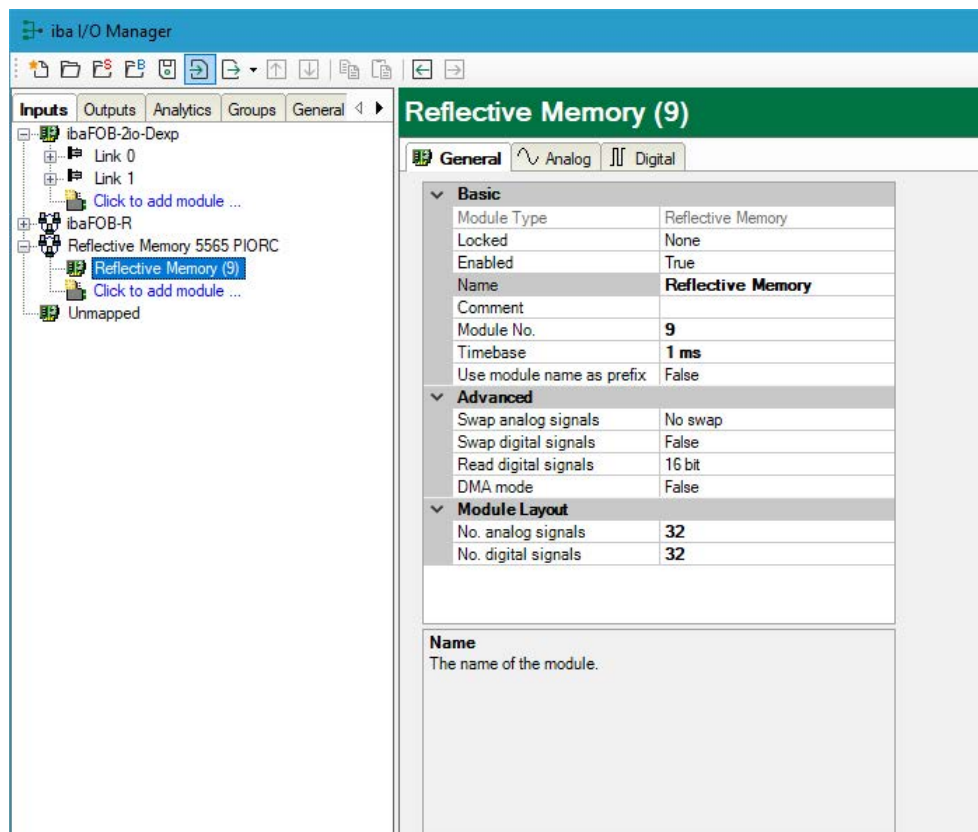 iba I/O Manager
Inputs Outputs Analytics Groups General
ibaFOB-2io-Dexp
Link 0
Link 1
Click to add module ...
ibaFOB-R
Reflective Memory 5565 PIORC
Reflective Memory (9)
Click to add module ...
Unmapped
Reflective Memory (9)
General Analog Digital
Basic
Module Type Reflective Memory
Locked None
Enabled True
Name Reflective Memory
Comment
Module No. 9
Timebase 1 ms
Use module name as prefix False
Advanced
Swap analog signals No swap
Swap digital signals False
Read digital signals 16 bit
DMA mode False
Module Layout
No. analog signals 32
No. digital signals 32
Name
The name of the module.